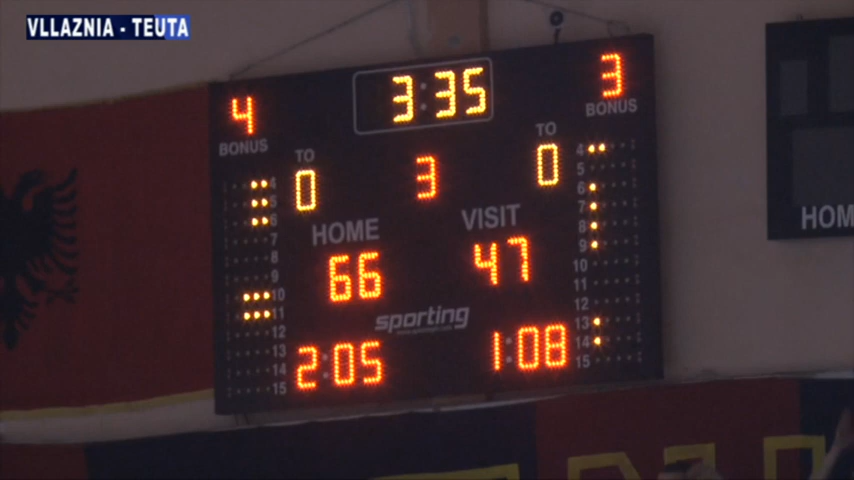 VLLAZNIA - TEUTA
4 3:35 3
BONUS BONUS
TO TO
0 3 0
HOME VISIT
66 47
sporting
2:05 1:08
4 4
5 5
6 6
7 7
8 8
9 9
10 10
11 11
12 12
13 13
14 14
15 15
HOM